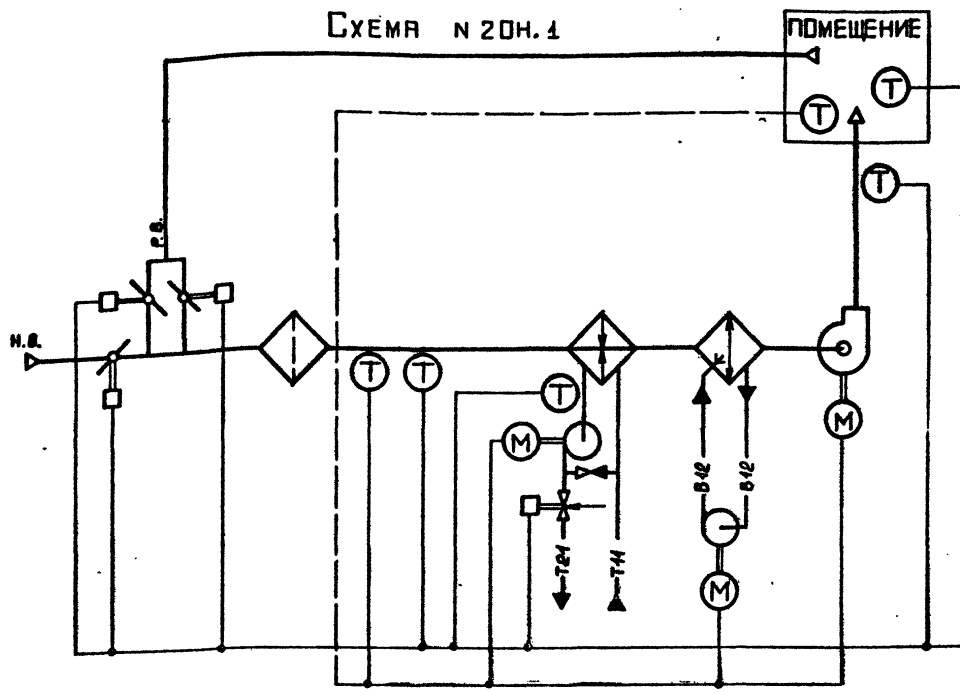 Схема N 20Н.1
ПОМЕЩЕНИЕ
Т
Т
Т
Р.В.
Н.В.
Т
Т
Т
М
М
В12
В12
Т21
Т11
М